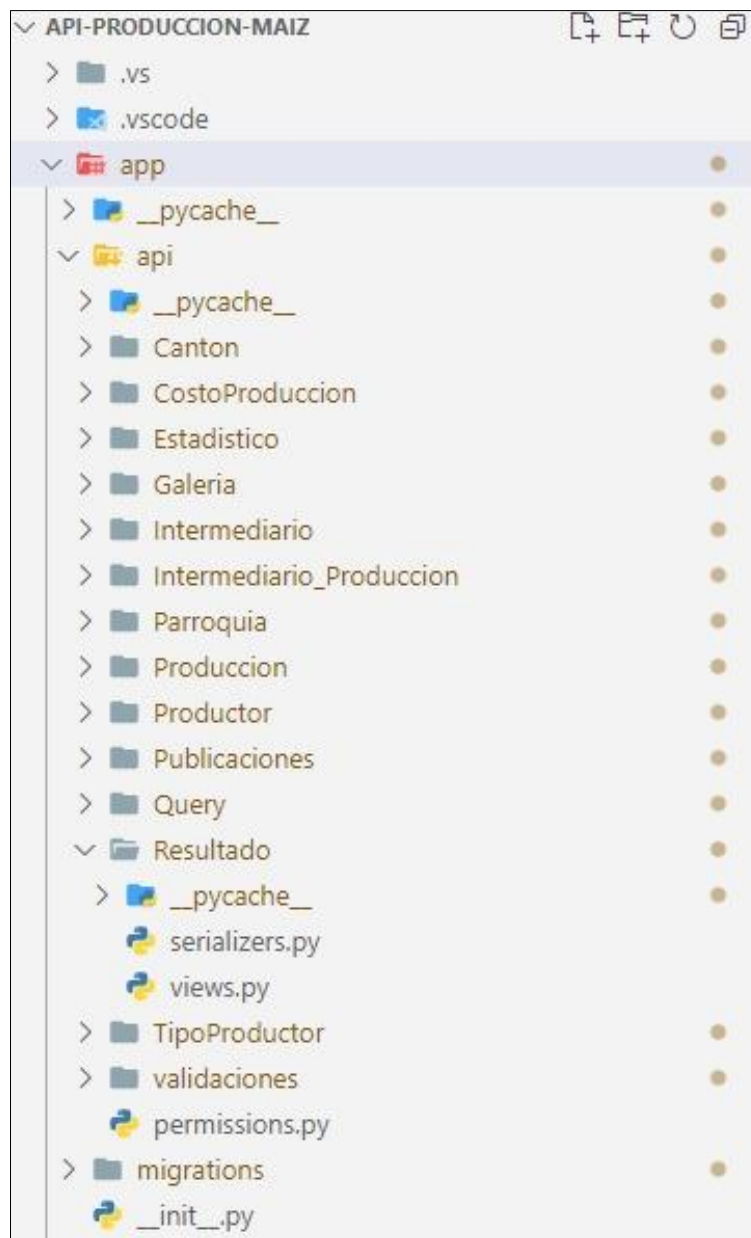 API-PRODUCCION-MAIZ
.vs
.vscode
app
__pycache__
api
__pycache__
Canton
CostoProduccion
Estadistico
Galeria
Intermediario
Intermediario_Produccion
Parroquia
Produccion
Productor
Publicaciones
Query
Resultado
__pycache__
serializers.py
views.py
TipoProductor
validaciones
permissions.py
migrations
__init__.py